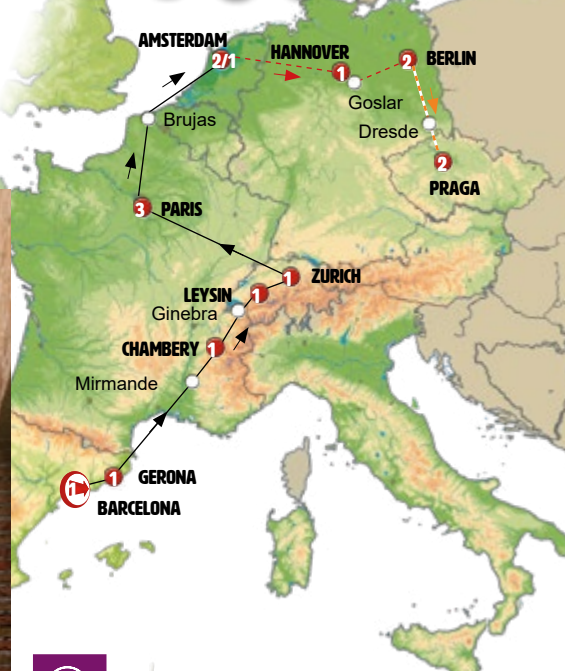 AMSTERDAM
2/1
HANNOVER
1
2
BERLIN
Goslar
Brujas
Dresde
2
PRAGA
3
PARIS
1
ZURICH
LEYSIN
1
Ginebra
CHAMBERY
1
Mirmande
1
GERONA
1
BARCELONA